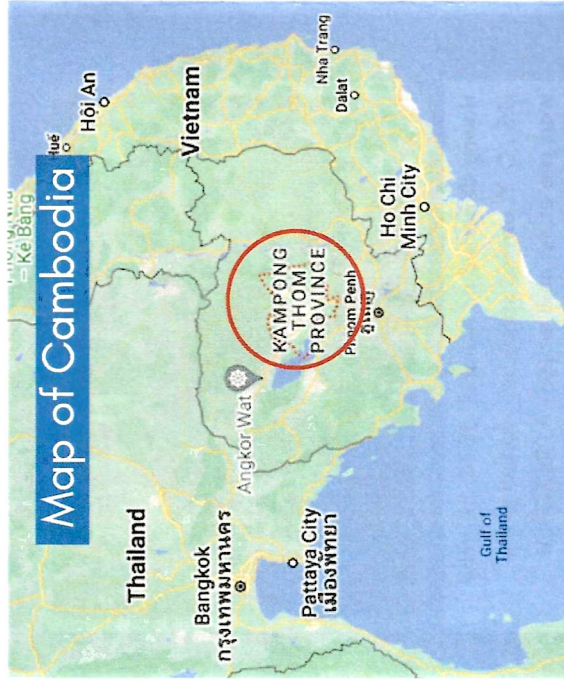 Ke Bang
Map of Cambodia
Huế
Hội An
Thailand
Vietnam
Bangkok
กรุงเทพมหานคร
Angkor Wat
KAMPONG
THOM
PROVINCE
Pattaya City
เมืองพัทยา
Phnom Penh
Nha Trang
Dalat
Ho Chi
Minh City
Gulf of
Thailand